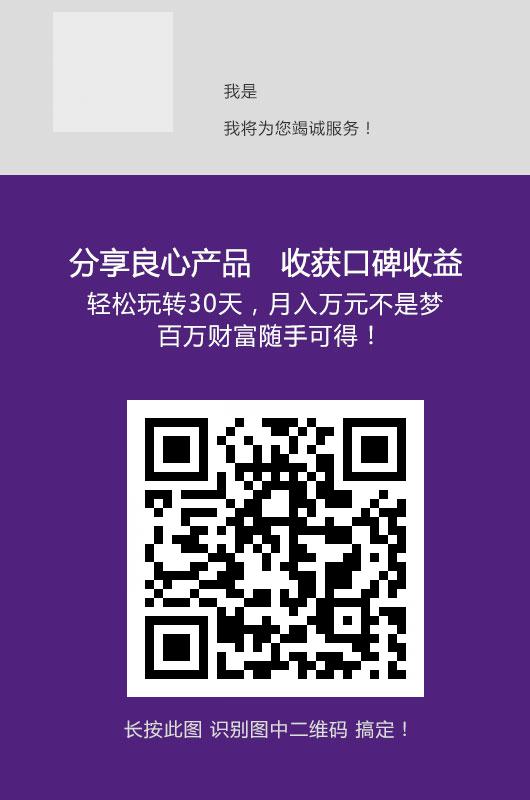 我是
我将为您竭诚服务！
分享良心产品 收获口碑收益
轻松玩转30天，月入万元不是梦
百万财富随手可得！
长按此图 识别图中二维码 搞定！